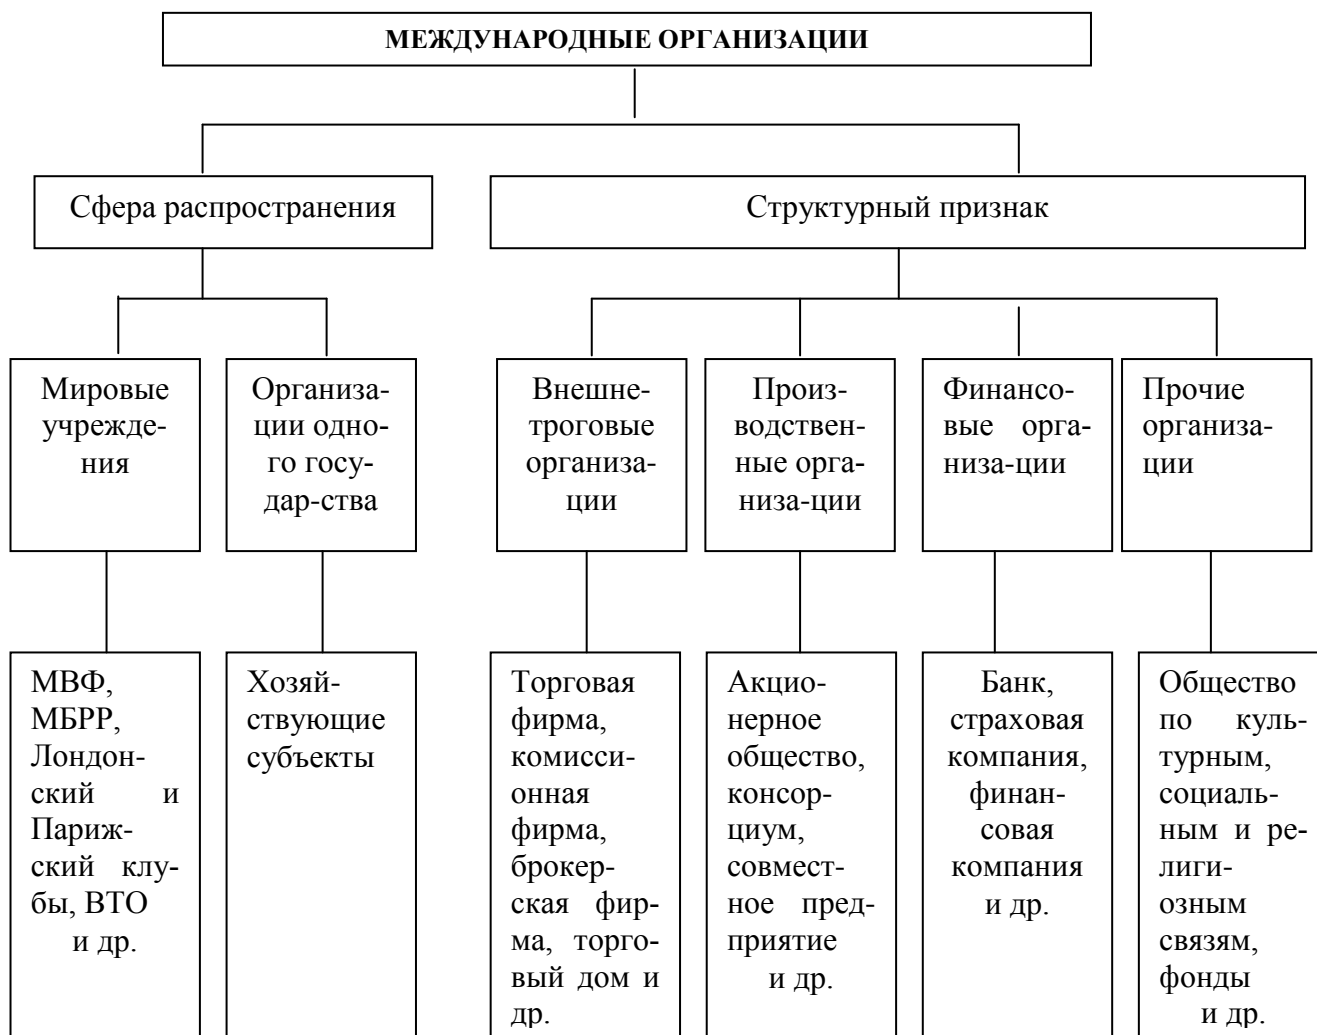 МЕЖДУНАРОДНЫЕ ОРГАНИЗАЦИИ
Сфера распространения
Структурный признак
Мировые
учрежде-
ния
Организа-
ции одно-
го госу-
дар-ства
Внешне-
троговые
организа-
ции
Произ-
водствен-
ные орга-
низа-ции
Финансо-
вые орга-
низа-ции
Прочие
организа-
ции
МВФ,
МБРР,
Лондон-
ский и
Париж-
ский клу-
бы, ВТО
и др.
Хозяй-
ствующие
субъекты
Торговая
фирма,
комисси-
онная
фирма,
брокер-
ская фир-
ма, торго-
вый дом и
др.
Акцио-
нерное
общество,
консор-
циум,
совмест-
ное пред-
приятие
и др.
Банк,
страховая
компания,
финан-
совая
компания
и др.
Общество
по куль-
турным,
социаль-
ным и ре-
лиги-
озным
связям,
фонды
и др.